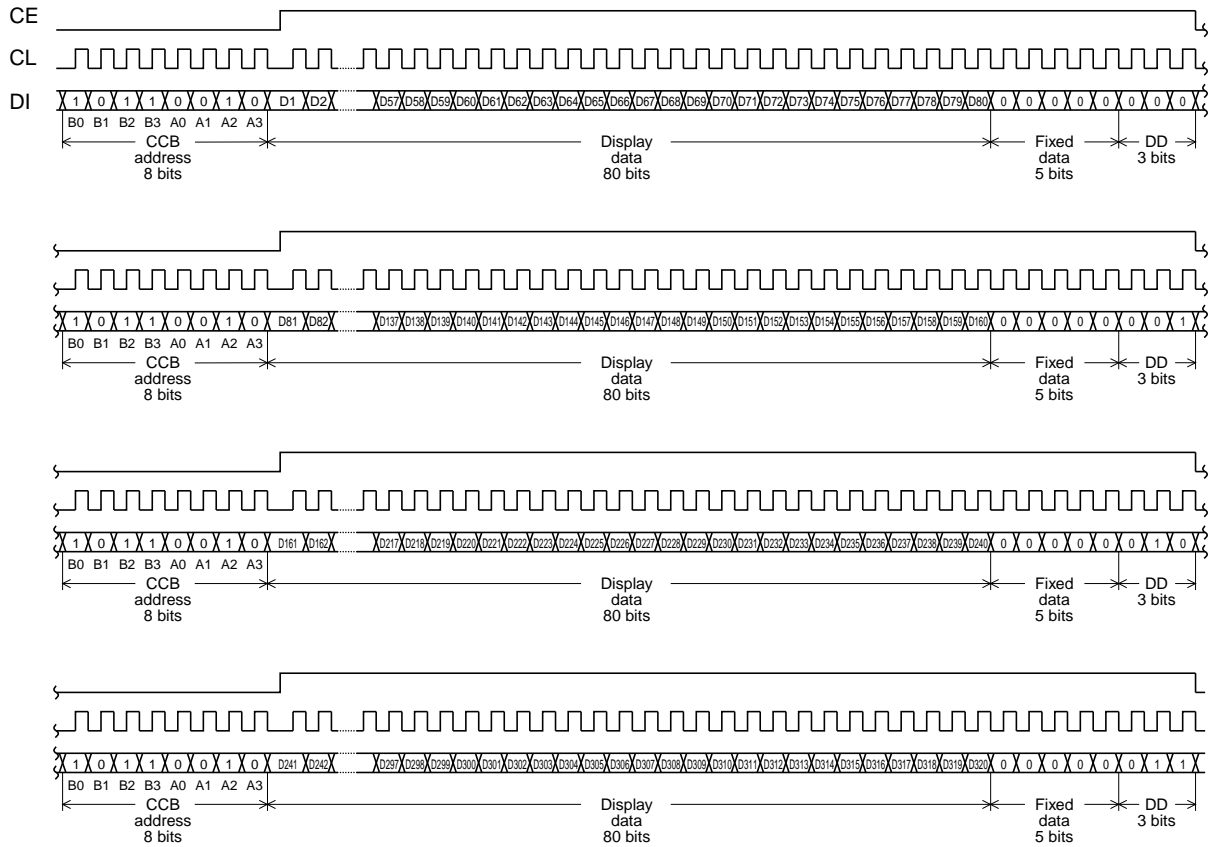 CE
CL
DI 1 0 1 1 0 0 1 0 D1 D2 D57 D58 D59 D60 D61 D62 D63 D64 D65 D66 D67 D68 D69 D70 D71 D72 D73 D74 D75 D76 D77 D78 D79 D80 0 0 0 0 0 0 0 0
B0 B1 B2 B3 A0 A1 A2 A3
CCB Display Fixed DD
address data data 3 bits
8 bits 80 bits 5 bits
1 0 1 1 0 0 1 0 D81 D82 D137 D138 D139 D140 D141 D142 D143 D144 D145 D146 D147 D148 D149 D150 D151 D152 D153 D154 D155 D156 D157 D158 D159 D160 0 0 0 0 0 0 0 1
B0 B1 B2 B3 A0 A1 A2 A3
CCB Display Fixed DD
address data data 3 bits
8 bits 80 bits 5 bits
1 0 1 1 0 0 1 0 D161 D162 D217 D218 D219 D220 D221 D222 D223 D224 D225 D226 D227 D228 D229 D230 D231 D232 D233 D234 D235 D236 D237 D238 D239 D240 0 0 0 0 0 0 1 0
B0 B1 B2 B3 A0 A1 A2 A3
CCB Display Fixed DD
address data data 3 bits
8 bits 80 bits 5 bits
1 0 1 1 0 0 1 0 D241 D242 D297 D298 D299 D300 D301 D302 D303 D304 D305 D306 D307 D308 D309 D310 D311 D312 D313 D314 D315 D316 D317 D318 D319 D320 0 0 0 0 0 0 1 1
B0 B1 B2 B3 A0 A1 A2 A3
CCB Display Fixed DD
address data data 3 bits
8 bits 80 bits 5 bits